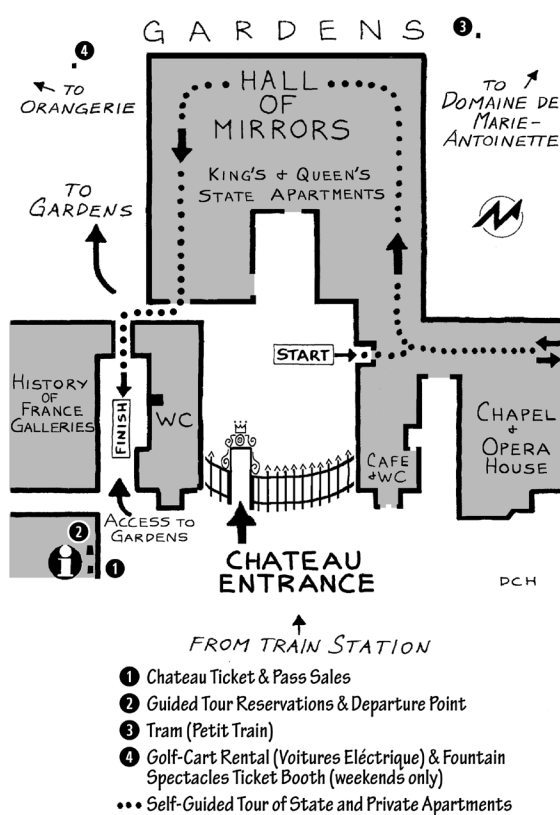 GARDENS
3
4
TO
ORANGERIE
HALL
OF
MIRRORS
TO
DOMAINE DE
MARIE-
ANTOINETTE
KING'S & QUEEN'S
STATE APARTMENTS
TO
GARDENS
START
HISTORY
OF
FRANCE
GALLERIES
FINISH
WC
CAFE
& WC
CHAPEL
&
OPERA
HOUSE
ACCESS TO
GARDENS
2
i
1
CHATEAU
ENTRANCE
DCH
FROM TRAIN STATION
1 Chateau Ticket & Pass Sales
2 Guided Tour Reservations & Departure Point
3 Tram (Petit Train)
4 Golf-Cart Rental (Voitures Eléctrique) & Fountain
Spectacles Ticket Booth (weekends only)
••• Self-Guided Tour of State and Private Apartments